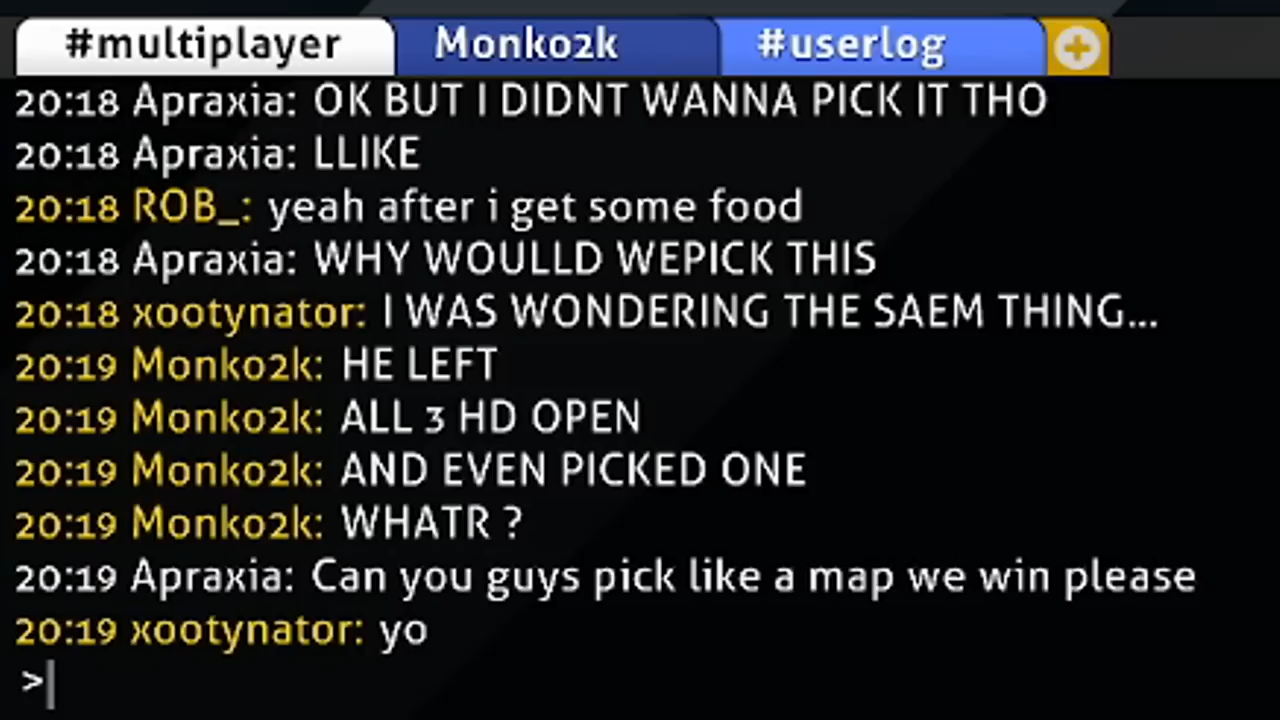 #multiplayer Monko2k #userlog
20:18 Apraxia: OK BUT I DIDNT WANNA PICK IT THO
20:18 Apraxia: LLIKE
20:18 ROB_: yeah after i get some food
20:18 Apraxia: WHY WOULLD WEPICK THIS
20:18 xootynator: I WAS WONDERING THE SAEM THING...
20:19 Monko2k: HE LEFT
20:19 Monko2k: ALL 3 HD OPEN
20:19 Monko2k: AND EVEN PICKED ONE
20:19 Monko2k: WHATR ?
20:19 Apraxia: Can you guys pick like a map we win please
20:19 xootynator: yo
>